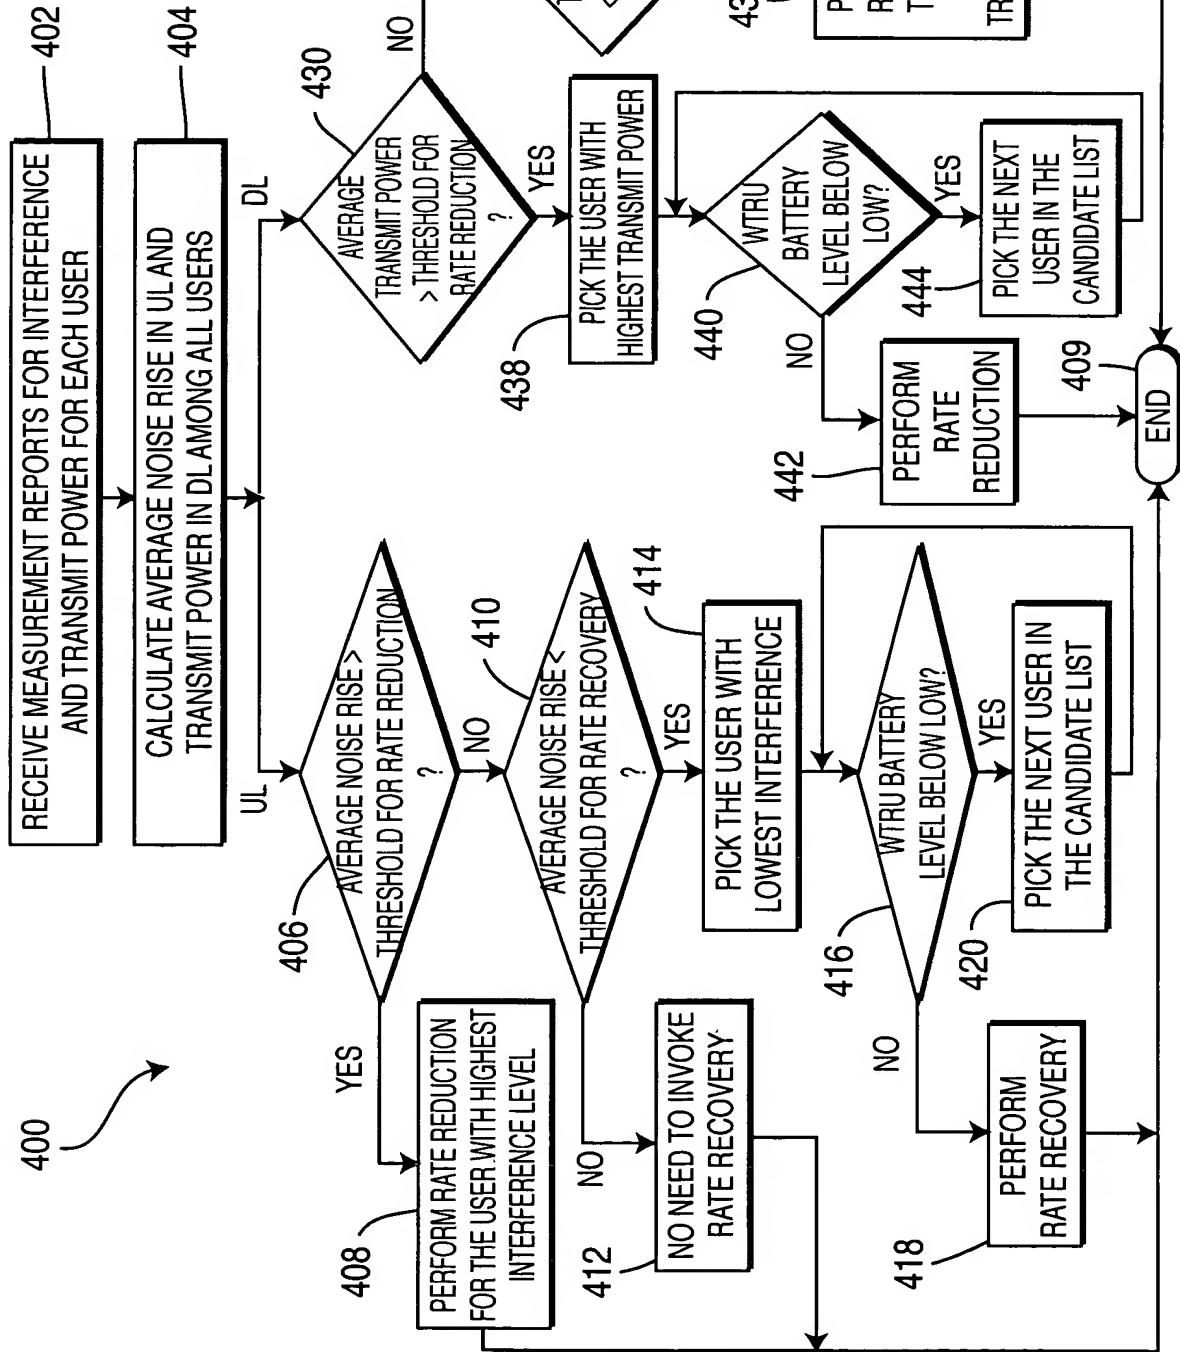 400
RECEIVE MEASUREMENT REPORTS FOR INTERFERENCE
AND TRANSMIT POWER FOR EACH USER
402
CALCULATE AVERAGE NOISE RISE IN UL AND
TRANSMIT POWER IN DL AMONG ALL USERS
404
UL
DL
406
AVERAGE NOISE RISE >
THRESHOLD FOR RATE REDUCTION
?
YES
NO
408
PERFORM RATE REDUCTION
FOR THE USER WITH HIGHEST
INTERFERENCE LEVEL
410
AVERAGE NOISE RISE <
THRESHOLD FOR RATE RECOVERY
?
NO
YES
412
NO NEED TO INVOKE
RATE RECOVERY
414
PICK THE USER WITH
LOWEST INTERFERENCE
416
WTRU BATTERY
LEVEL BELOW LOW?
NO
YES
418
PERFORM
RATE RECOVERY
420
PICK THE NEXT USER IN
THE CANDIDATE LIST
430
AVERAGE
TRANSMIT POWER
> THRESHOLD FOR
RATE REDUCTION
?
NO
YES
438
PICK THE USER WITH
HIGHEST TRANSMIT POWER
440
WTRU
BATTERY
LEVEL BELOW
LOW?
NO
YES
442
PERFORM
RATE
REDUCTION
444
PICK THE NEXT
USER IN THE
CANDIDATE LIST
409
END
43
P
R
T
TR